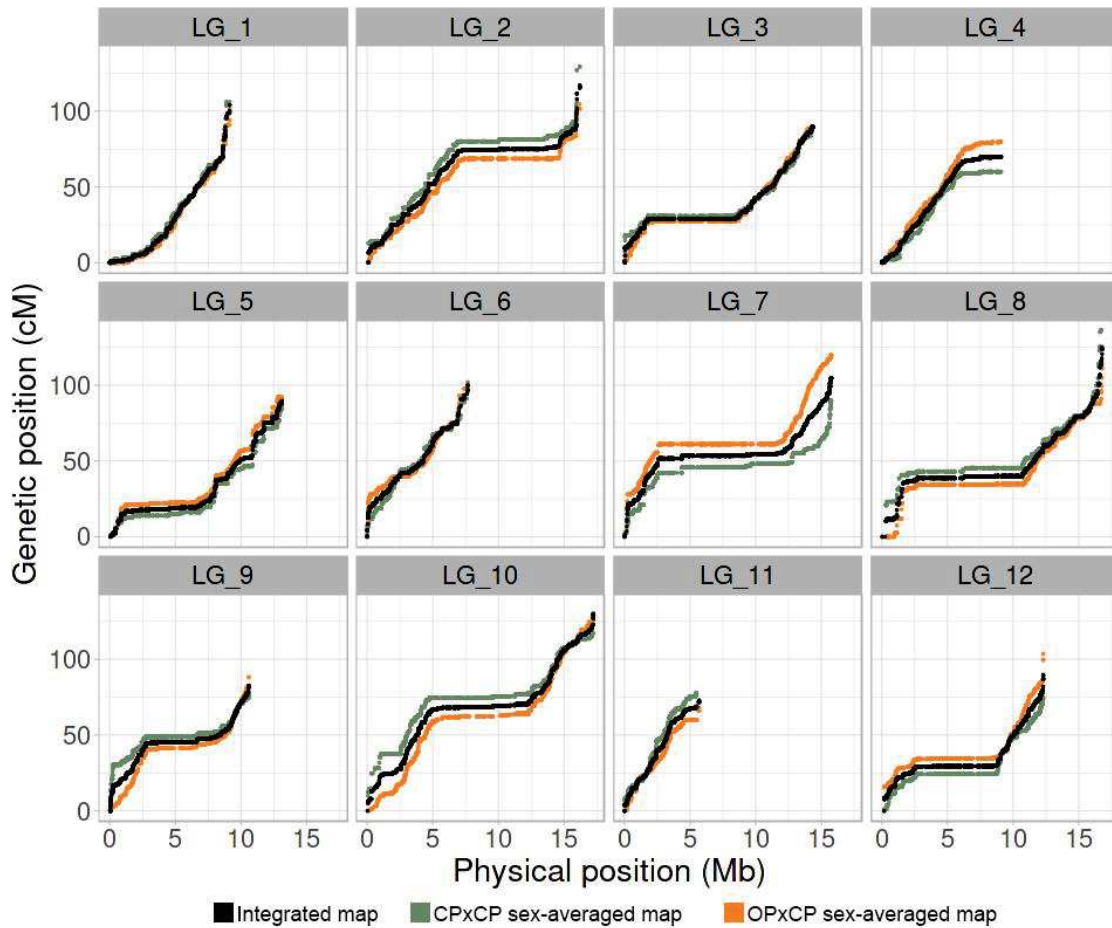 LG_1 LG_2 LG_3 LG_4
100
50
0
LG_5 LG_6 LG_7 LG_8
100
50
0
LG_9 LG_10 LG_11 LG_12
100
50
0
0 5 10 15 0 5 10 15 0 5 10 15 0 5 10 15
Genetic position (cM)
Physical position (Mb)
Integrated map CPxCP sex-averaged map OPxCP sex-averaged map